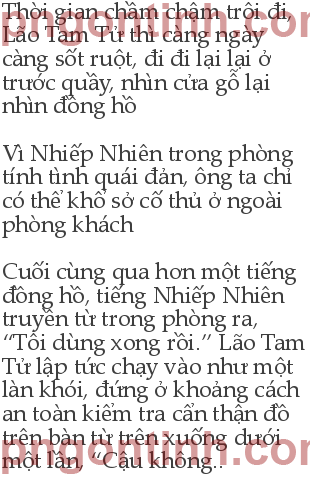 Thời gian chầm chậm trôi đi,
Lão Tam Tử thì càng ngày
càng sốt ruột, đi đi lại lại ở
trước quầy, nhìn cửa gỗ lại
nhìn đồng hồ
Vì Nhiếp Nhiên trong phòng
tính tình quái đản, ông ta chỉ
có thể khổ sở cố thủ ở ngoài
phòng khách
Cuối cùng qua hơn một tiếng
đồng hồ, tiếng Nhiếp Nhiên
truyền từ trong phòng ra,
“Tôi dùng xong rồi.” Lão Tam
Tử lập tức chạy vào như một
làn khói, đứng ở khoảng cách
an toàn kiểm tra cẩn thận đồ
trên bàn từ trên xuống dưới
một lần, “Cậu không..
pngontinh.com
pngontinh.com